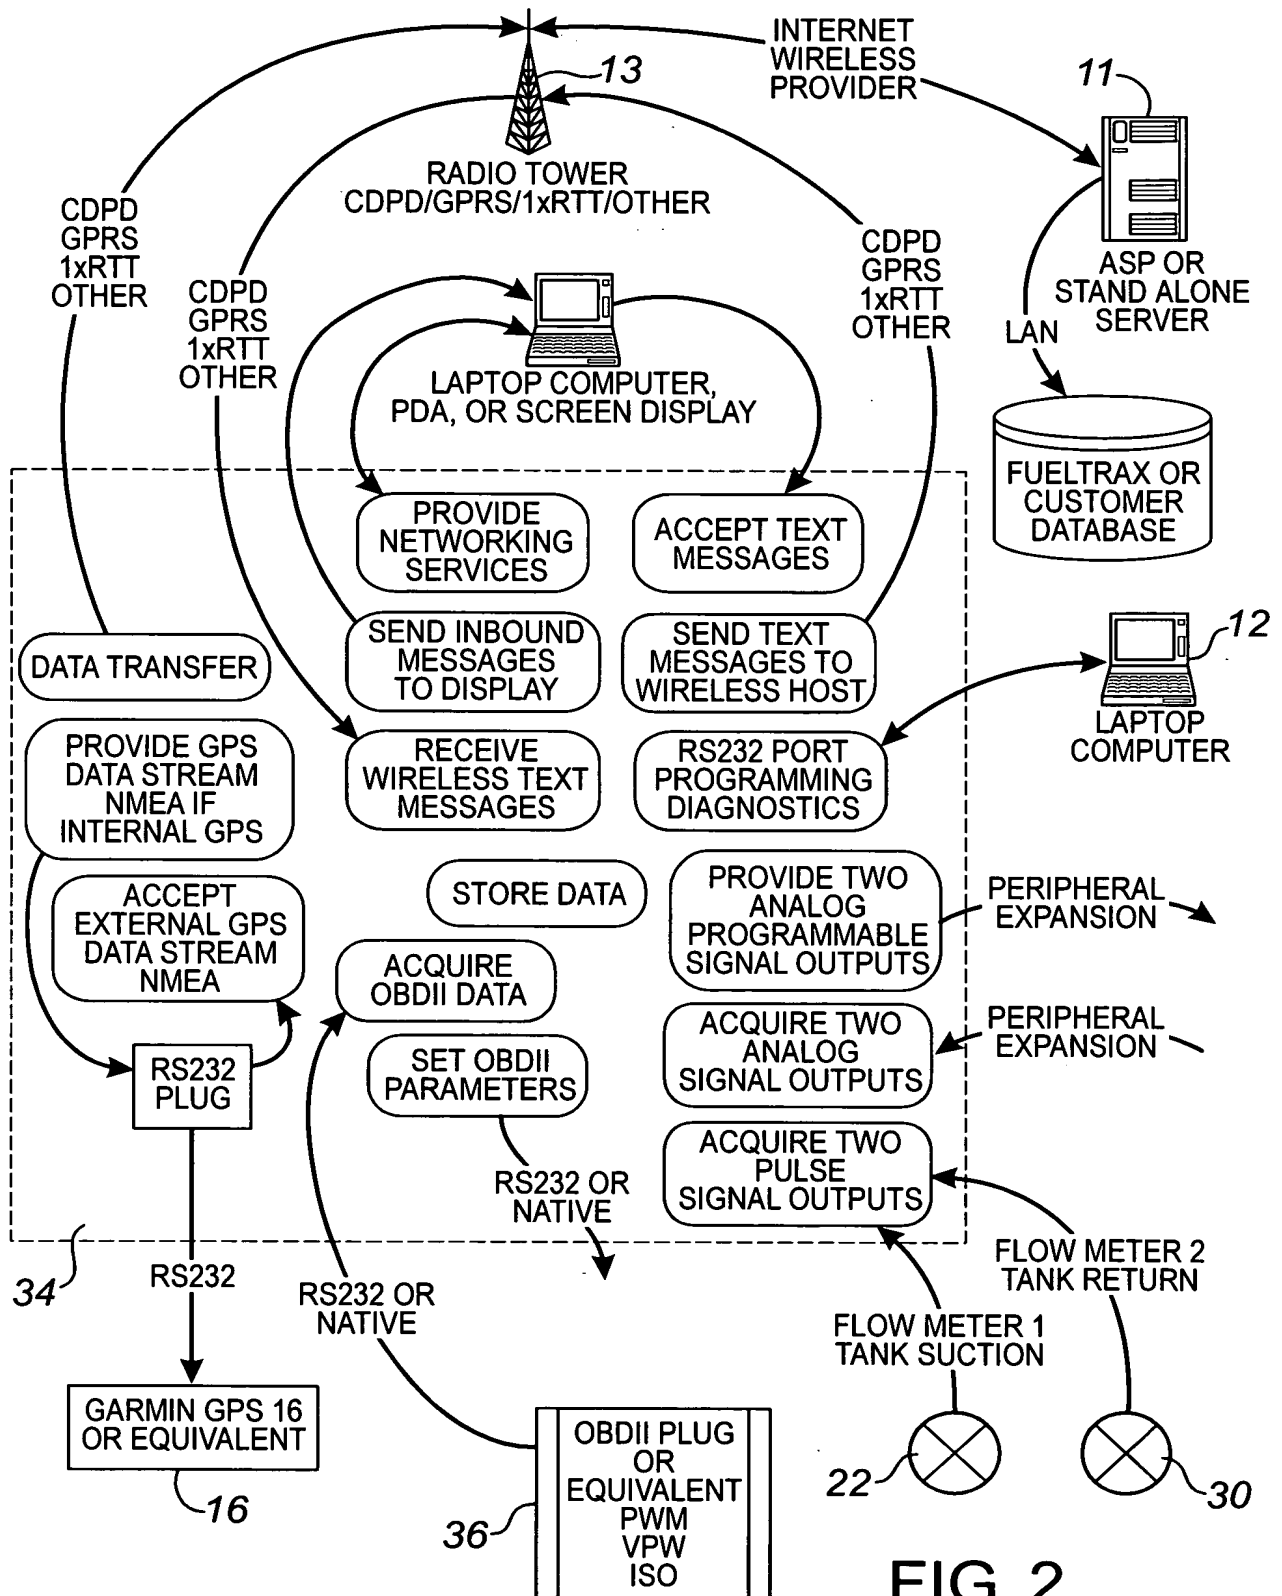 INTERNET
WIRELESS
PROVIDER
13
11
RADIO TOWER
CDPD/GPRS/1xRTT/OTHER
CDPD
GPRS
1xRTT
OTHER
CDPD
GPRS
1xRTT
OTHER
CDPD
GPRS
1xRTT
OTHER
ASP OR
STAND ALONE
SERVER
LAN
LAPTOP COMPUTER,
PDA, OR SCREEN DISPLAY
FUELTRAX OR
CUSTOMER
DATABASE
PROVIDE
NETWORKING
SERVICES
ACCEPT TEXT
MESSAGES
DATA TRANSFER
SEND INBOUND
MESSAGES
TO DISPLAY
SEND TEXT
MESSAGES TO
WIRELESS HOST
12
LAPTOP
COMPUTER
PROVIDE GPS
DATA STREAM
NMEA IF
INTERNAL GPS
RECEIVE
WIRELESS TEXT
MESSAGES
RS232 PORT
PROGRAMMING
DIAGNOSTICS
ACCEPT
EXTERNAL GPS
DATA STREAM
NMEA
STORE DATA
PROVIDE TWO
ANALOG
PROGRAMMABLE
SIGNAL OUTPUTS
PERIPHERAL
EXPANSION
ACQUIRE
OBDII DATA
ACQUIRE TWO
ANALOG
SIGNAL OUTPUTS
PERIPHERAL
EXPANSION
RS232
PLUG
SET OBDII
PARAMETERS
ACQUIRE TWO
PULSE
SIGNAL OUTPUTS
RS232 OR
NATIVE
34
RS232
RS232 OR
NATIVE
FLOW METER 2
TANK RETURN
FLOW METER 1
TANK SUCTION
GARMIN GPS 16
OR EQUIVALENT
16
OBDII PLUG
OR
EQUIVALENT
PWM
VPW
ISO
36
22
30
FIG. 2